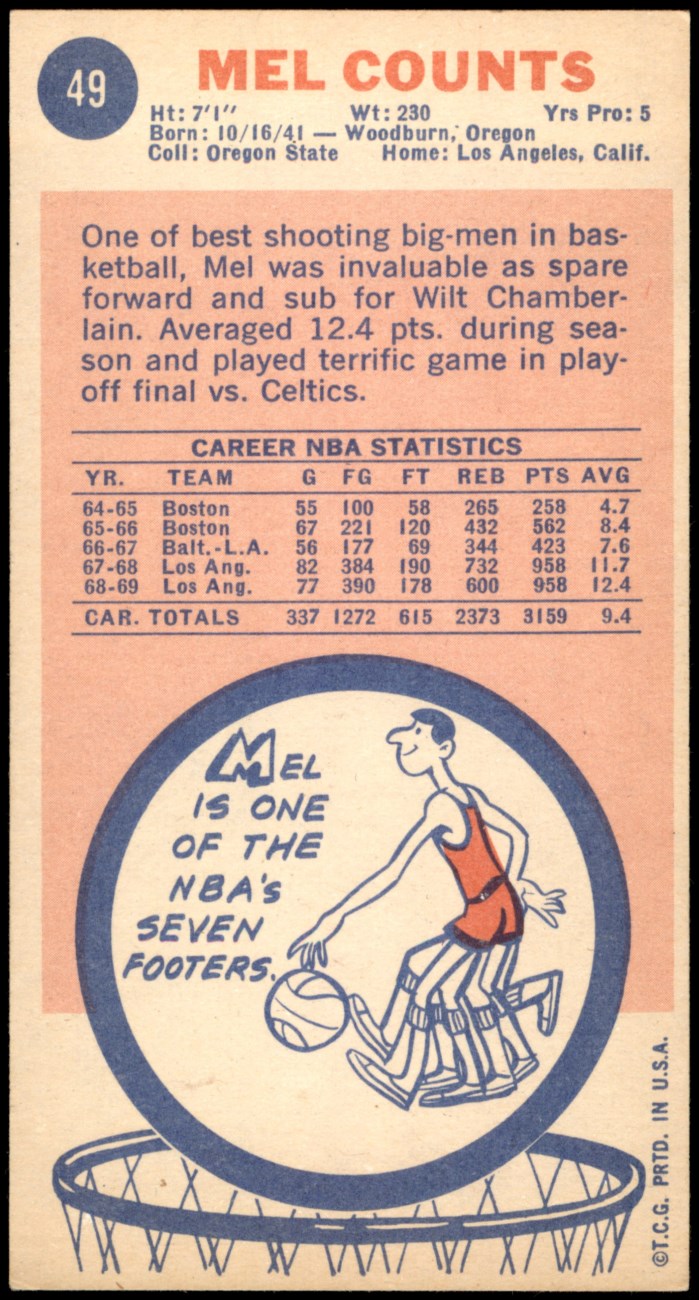 49
MEL COUNTS
Ht: 7'1" Wt: 230 Yrs Pro: 5
Born: 10/16/41 — Woodburn, Oregon
Coll: Oregon State Home: Los Angeles, Calif.
One of best shooting big-men in bas-
ketball, Mel was invaluable as spare
forward and sub for Wilt Chamber-
lain. Averaged 12.4 pts. during sea-
son and played terrific game in play-
off final vs. Celtics.
CAREER NBA STATISTICS
YR. TEAM G FG FT REB PTS AVG
64-65 Boston 55 100 58 265 258 4.7
65-66 Boston 67 221 120 432 562 8.4
66-67 Balt.-L.A. 56 177 69 344 423 7.6
67-68 Los Ang. 82 384 190 732 958 11.7
68-69 Los Ang. 77 390 178 600 958 12.4
CAR. TOTALS 337 1272 615 2373 3159 9.4
MEL
IS ONE
OF THE
NBA'S
SEVEN
FOOTERS.
©T.C.G. PRTD. IN U.S.A.